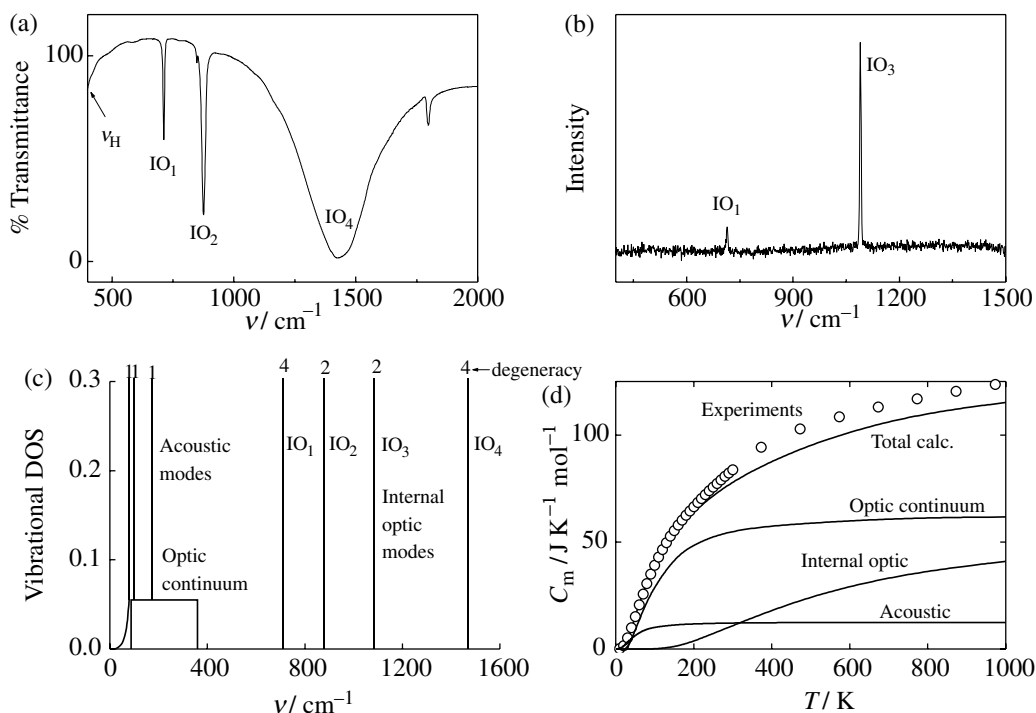 (a)
% Transmittance
100
0
ν_H
IO₁
IO₂
IO₄
500 1000 1500 2000
ν / cm⁻¹
(b)
Intensity
IO₁
IO₃
600 900 1200 1500
ν / cm⁻¹
(c)
Vibrational DOS
0.3
0.2
0.1
0.0
1 1 1 4 2 2 4 degeneracy
Acoustic
modes
Optic
continuum
IO₁ IO₂ IO₃ IO₄
Internal
optic
modes
0 400 800 1200 1600
ν / cm⁻¹
(d)
C_m / J K⁻¹ mol⁻¹
100
50
0
Experiments
Total calc.
Optic continuum
Internal optic
Acoustic
0 200 400 600 800 1000
T / K